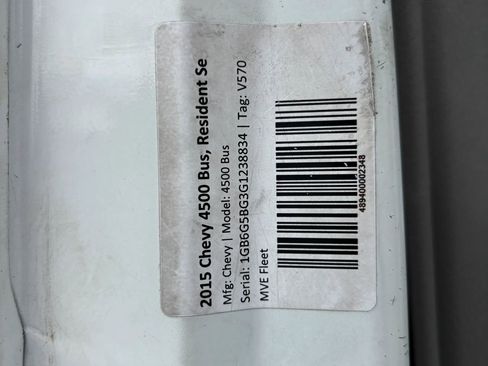 2015 Chevy 4500 Bus, Resident Se
Mfg: Chevy | Model: 4500 Bus
Serial: 1GB6G5BG3G1238834 | Tag: V570
MVE Fleet
489400002348